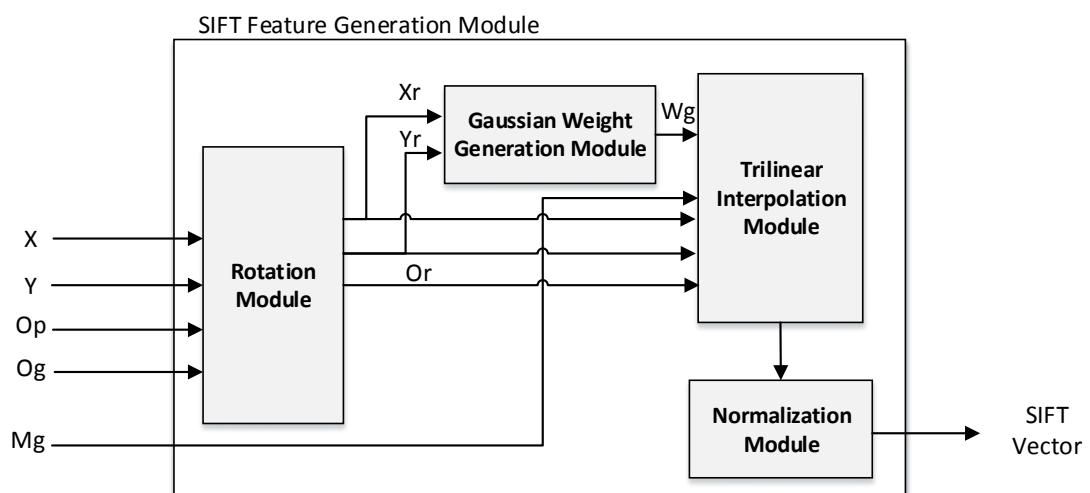 SIFT Feature Generation Module
Xr
Yr
Gaussian Weight
Generation Module
Wg
Trilinear
Interpolation
Module
X
Y
Op
Og
Mg
Rotation
Module
Or
Normalization
Module
SIFT
Vector